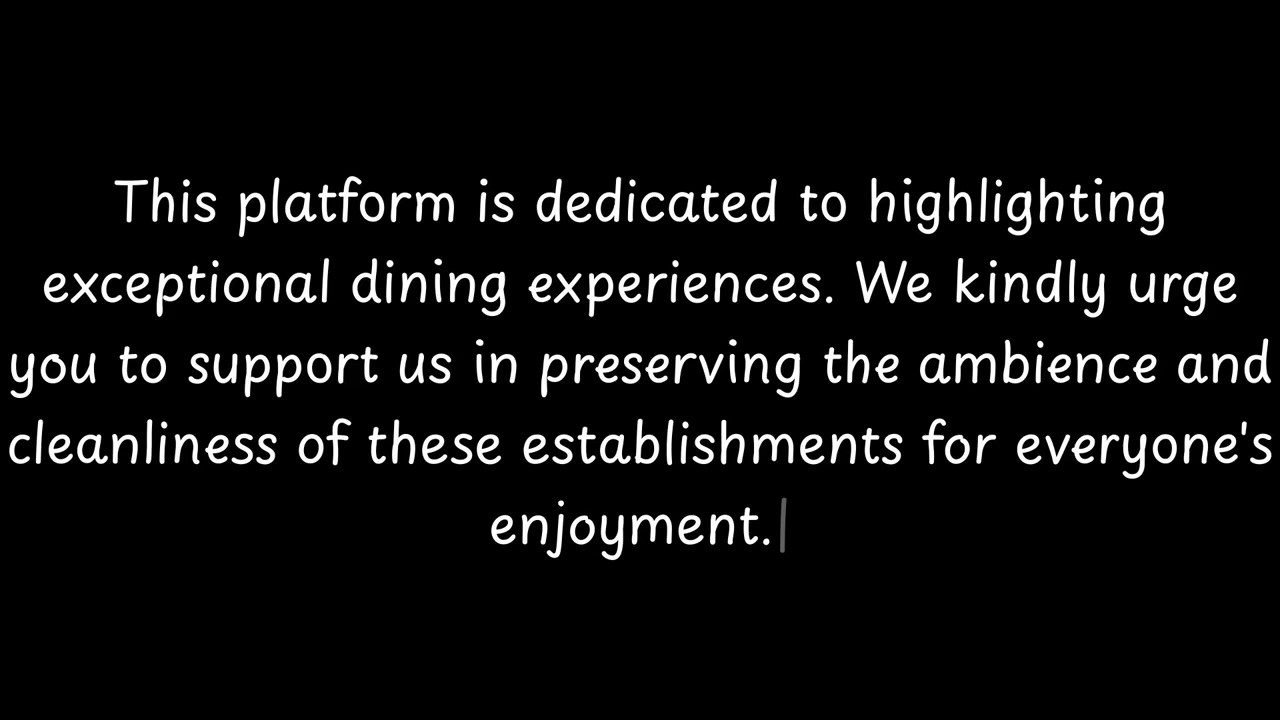 This platform is dedicated to highlighting
exceptional dining experiences. We kindly urge
you to support us in preserving the ambience and
cleanliness of these establishments for everyone's
enjoyment.